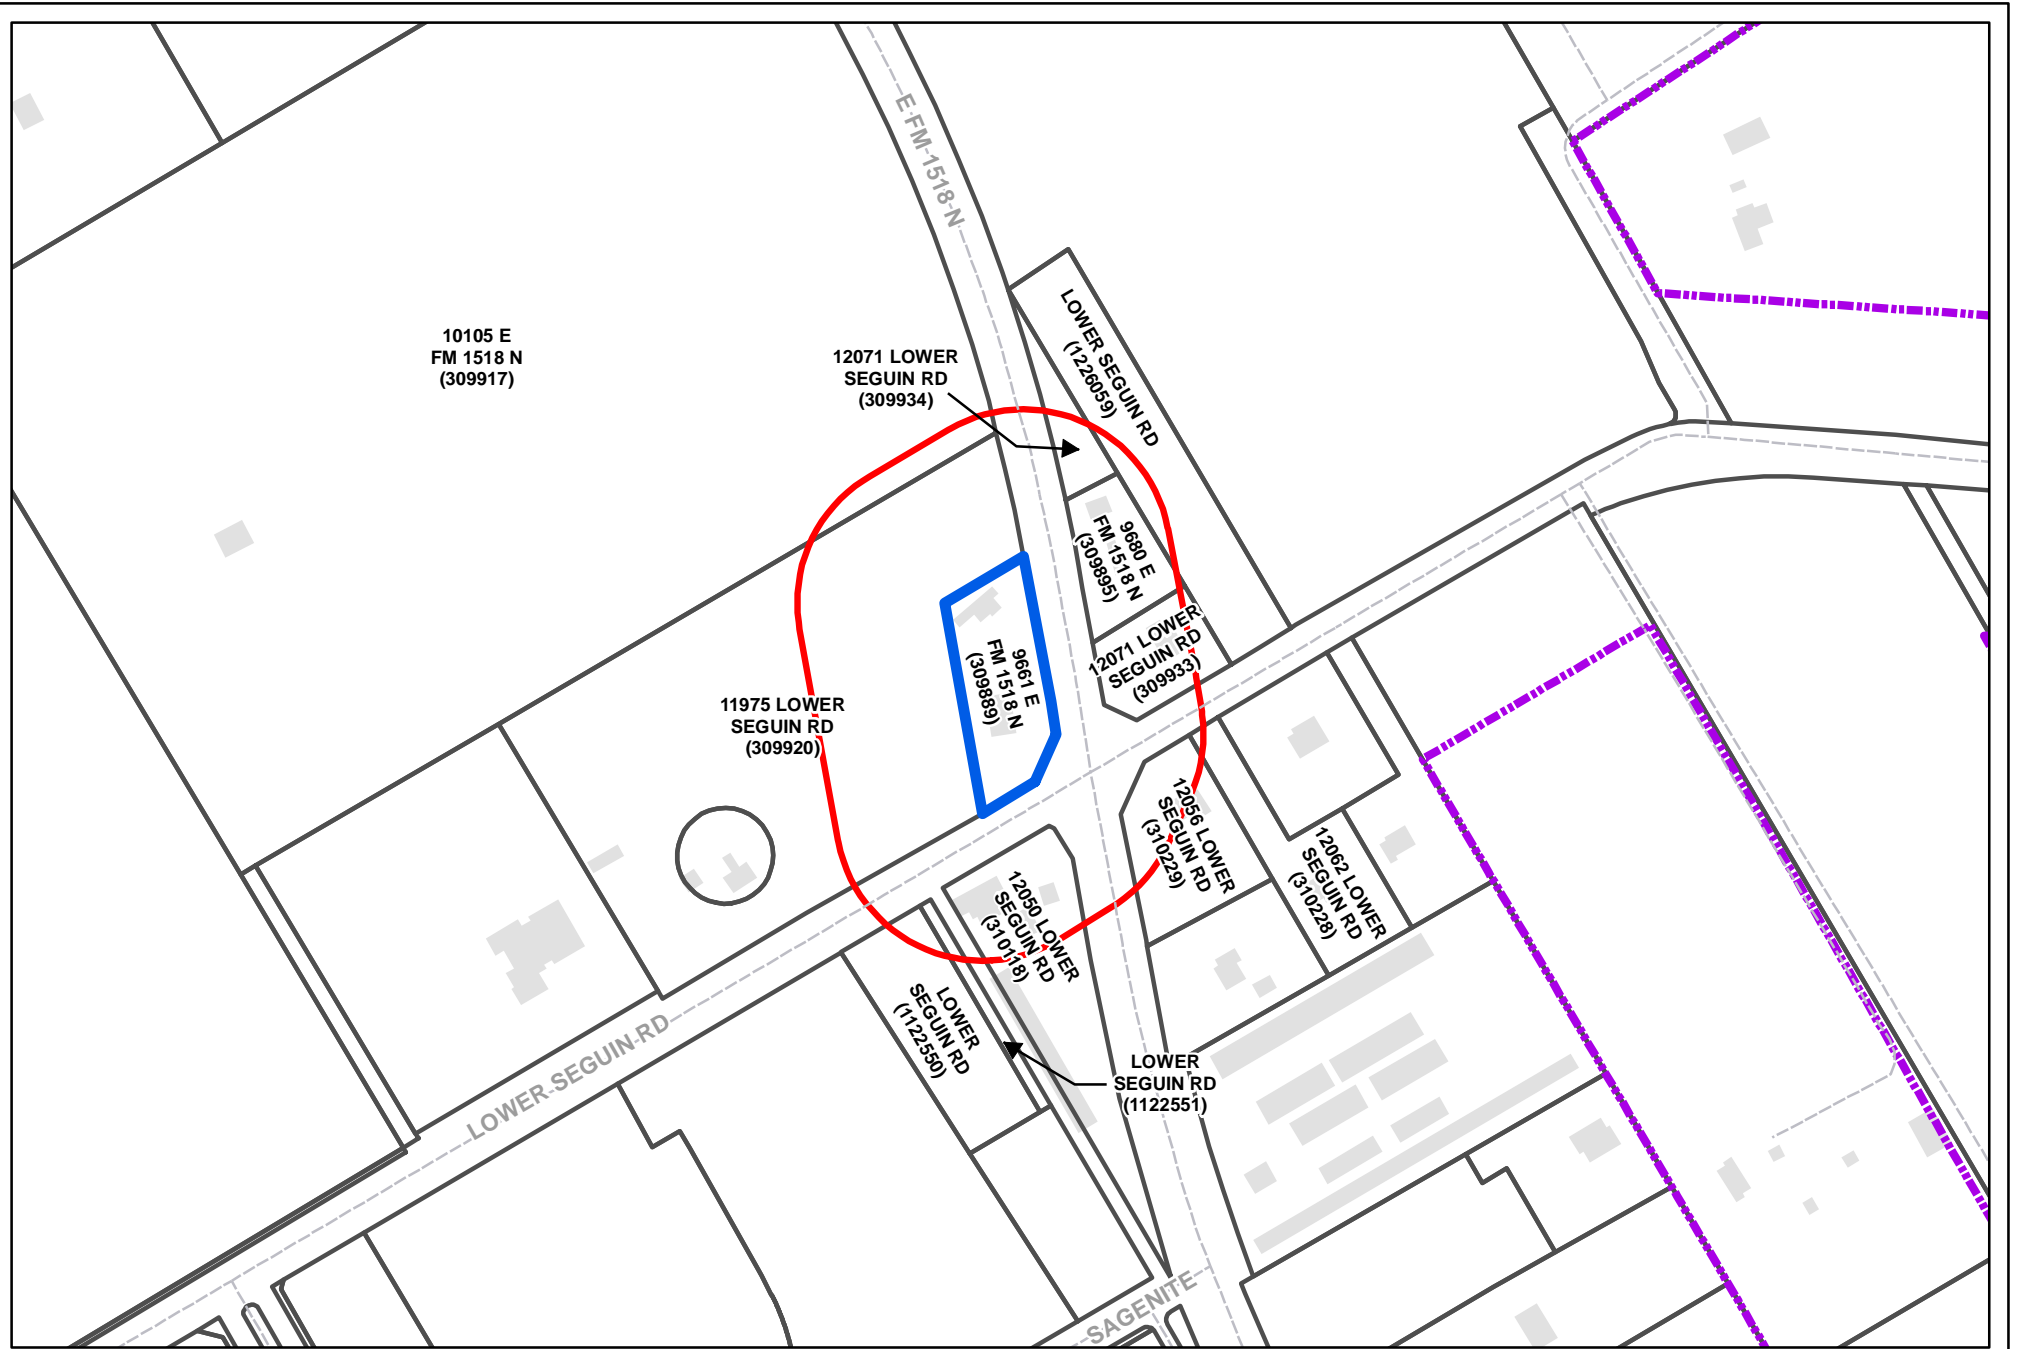 E FM 1518 N
10105 E
FM 1518 N
(309917)
12071 LOWER
SEGUIN RD
(309934)
LOWER SEGUIN RD
(1226059)
9680 E
FM 1518 N
(309895)
12071 LOWER
SEGUIN RD
(309933)
9661 E
FM 1518 N
(309889)
11975 LOWER
SEGUIN RD
(309920)
12056 LOWER
SEGUIN RD
(310229)
12062 LOWER
SEGUIN RD
(310228)
12050 LOWER
SEGUIN RD
(310118)
LOWER
SEGUIN RD
(1122550)
LOWER
SEGUIN RD
(1122551)
LOWER SEGUIN RD
SAGENITE